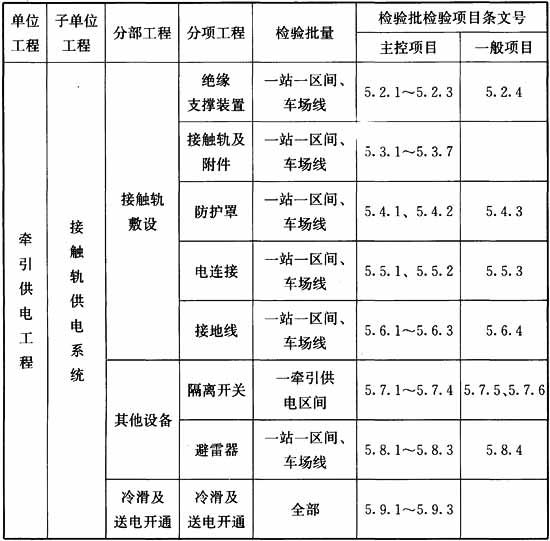 单位工程 子单位工程 分部工程 分项工程 检验批量 检验批检验项目条文号
主控项目 一般项目
牵引供电工程 接触轨供电系统
接触轨敷设
绝缘支撑装置 一站一区间、车场线 5.2.1～5.2.3 5.2.4
接触轨及附件 一站一区间、车场线 5.3.1～5.3.7
防护罩 一站一区间、车场线 5.4.1、5.4.2 5.4.3
电连接 一站一区间、车场线 5.5.1、5.5.2 5.5.3
接地线 一站一区间、车场线 5.6.1～5.6.3 5.6.4
其他设备
隔离开关 一牵引供电区间 5.7.1～5.7.4 5.7.5、5.7.6
避雷器 一站一区间、车场线 5.8.1～5.8.3 5.8.4
冷滑及送电开通 冷滑及送电开通 全部 5.9.1～5.9.3